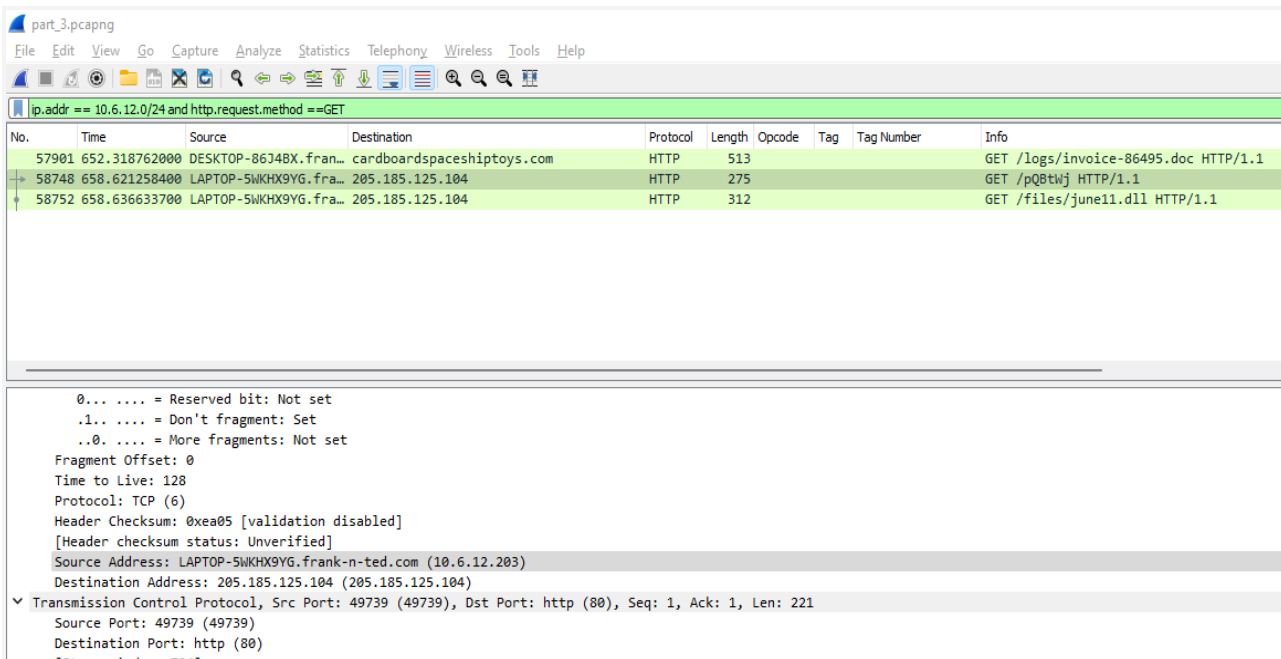 part_3.pcapng
File Edit View Go Capture Analyze Statistics Telephony Wireless Tools Help
ip.addr == 10.6.12.0/24 and http.request.method ==GET
No. Time Source Destination Protocol Length Opcode Tag Tag Number Info
57901 652.318762000 DESKTOP-86J4BX.fran… cardboardspaceshiptoys.com HTTP 513 GET /logs/invoice-86495.doc HTTP/1.1
58748 658.621258400 LAPTOP-5WKHX9YG.fra… 205.185.125.104 HTTP 275 GET /pQBtWj HTTP/1.1
58752 658.636633700 LAPTOP-5WKHX9YG.fra… 205.185.125.104 HTTP 312 GET /files/june11.dll HTTP/1.1
0... .... = Reserved bit: Not set
.1.. .... = Don't fragment: Set
..0. .... = More fragments: Not set
Fragment Offset: 0
Time to Live: 128
Protocol: TCP (6)
Header Checksum: 0xea05 [validation disabled]
[Header checksum status: Unverified]
Source Address: LAPTOP-5WKHX9YG.frank-n-ted.com (10.6.12.203)
Destination Address: 205.185.125.104 (205.185.125.104)
Transmission Control Protocol, Src Port: 49739 (49739), Dst Port: http (80), Seq: 1, Ack: 1, Len: 221
Source Port: 49739 (49739)
Destination Port: http (80)